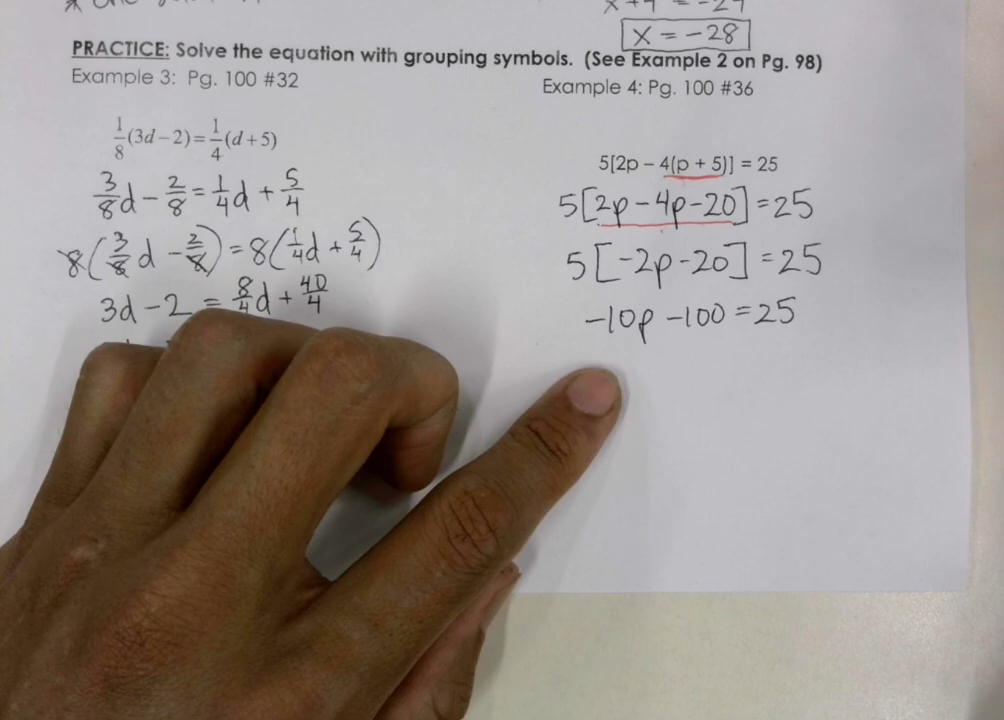 x + 4 = -24
x = -28
PRACTICE: Solve the equation with grouping symbols. (See Example 2 on Pg. 98)
Example 3: Pg. 100 #32
1/8(3d – 2) = 1/4(d + 5)
3/8d - 2/8 = 1/4d + 5/4
8(3/8d - 2/8) = 8(1/4d + 5/4)
3d - 2 = 8/4d + 40/4
Example 4: Pg. 100 #36
5[2p – 4(p + 5)] = 25
5[2p - 4p - 20] = 25
5[-2p - 20] = 25
-10p - 100 = 25